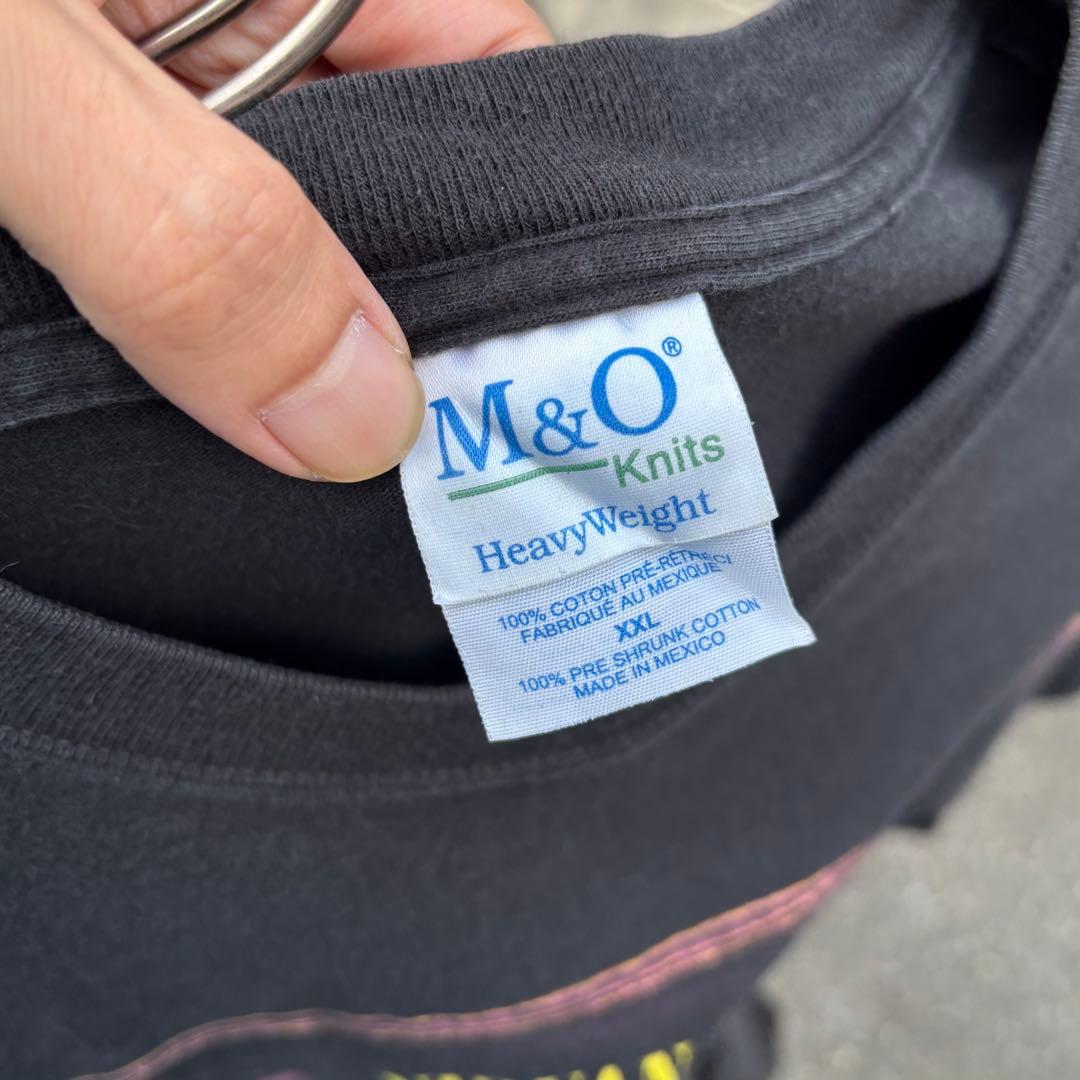 M&O®
Knits
HeavyWeight
100% COTON PRÉ-RÉTRÉCI
FABRIQUÉ AU MEXIQUE
XXL
100% PRE SHRUNK COTTON
MADE IN MEXICO